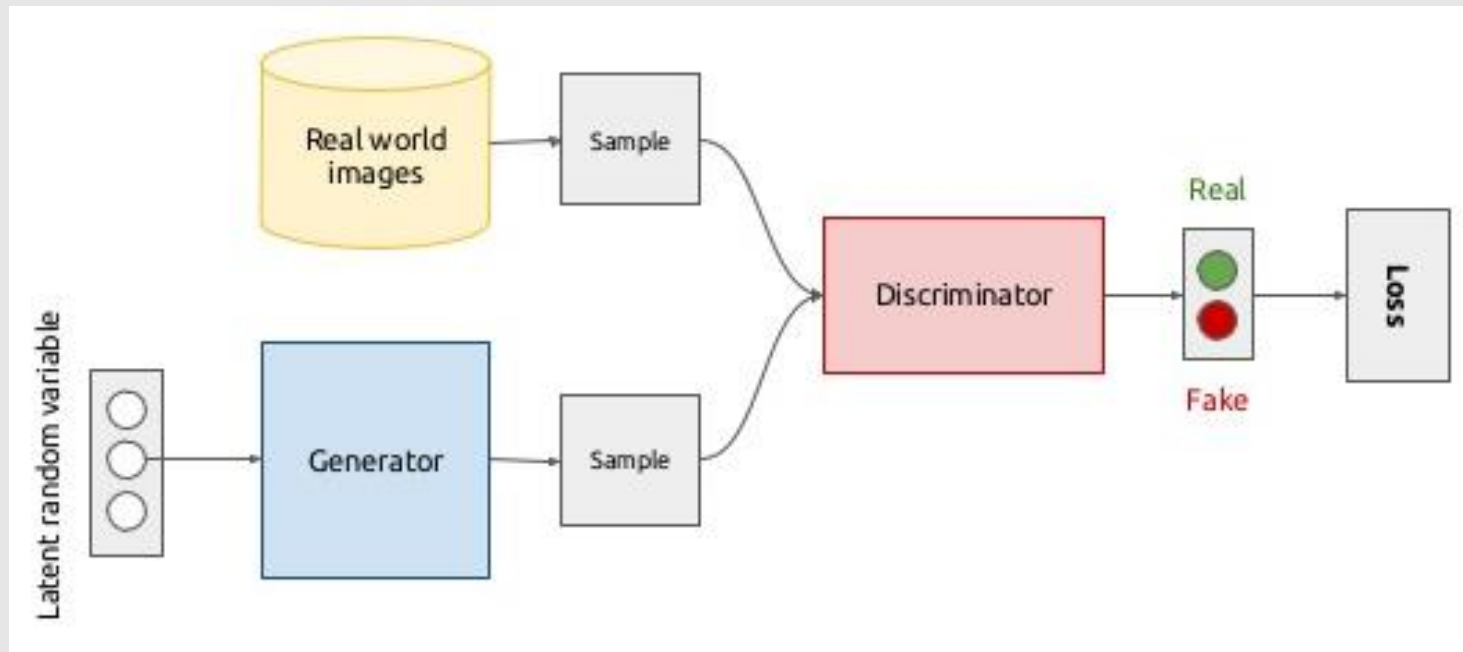 Real world
images
Sample
Real
Discriminator
Loss
Fake
Latent random variable
Generator
Sample